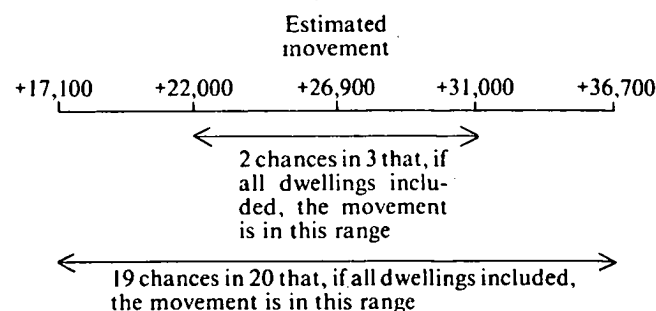 Estimated
movement
+17,100 +22,000 +26,900 +31,000 +36,700
2 chances in 3 that, if
all dwellings inclu-
ded, the movement
is in this range
19 chances in 20 that, if all dwellings included,
the movement is in this range